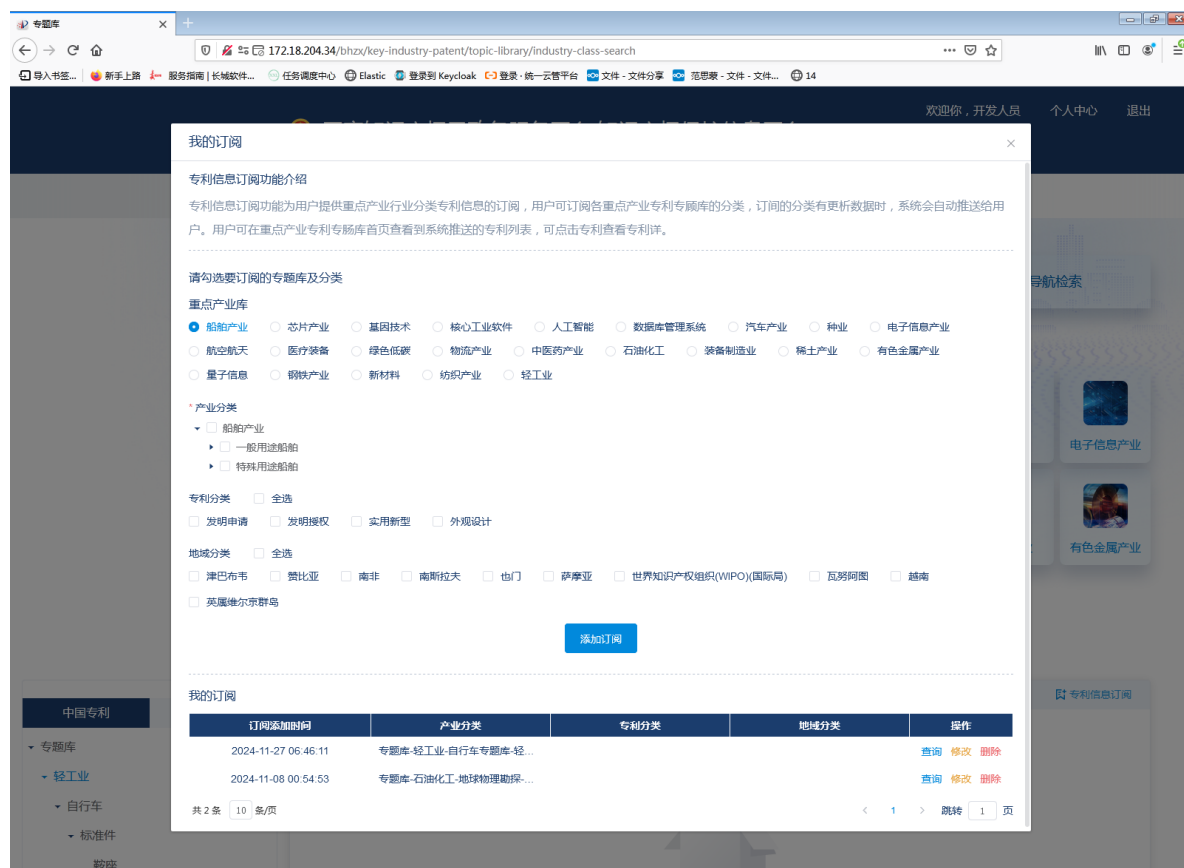 专题库
172.18.204.34/bhzx/key-industry-patent/topic-library/industry-class-search
导入书签... 新手上路 服务指南 | 长城软件... 任务调度中心 Elastic 登录到 Keycloak 登录 - 统一云管平台 文件 - 文件分享 范思豪 - 文件 - 文件... 14
欢迎你，开发人员 个人中心 退出
我的订阅
专利信息订阅功能介绍
专利信息订阅功能为用户提供重点产业行业分类专利信息的订阅，用户可订阅各重点产业专利专顾库的分类，订间的分类有更析数据时，系统会自动推送给用
户。用户可在重点产业专利专肠库首页查看到系统推送的专利列表，可点击专利查看专利详。
请勾选要订阅的专题库及分类
导航检索
重点产业库
船舶产业 芯片产业 基因技术 核心工业软件 人工智能 数据库管理系统 汽车产业 种业 电子信息产业
航空航天 医疗装备 绿色低碳 物流产业 中医药产业 石油化工 装备制造业 稀土产业 有色金属产业
量子信息 钢铁产业 新材料 纺织产业 轻工业
* 产业分类
船舶产业
一般用途船舶
电子信息产业
特殊用途船舶
专利分类 全选
发明申请 发明授权 实用新型 外观设计
地域分类 全选
有色金属产业
津巴布韦 赞比亚 南非 南斯拉夫 也门 萨摩亚 世界知识产权组织(WIPO)(国际局) 瓦努阿图 越南
英属维尔京群岛
添加订阅
我的订阅
专利信息订阅
中国专利
订阅添加时间 产业分类 专利分类 地域分类 操作
专题库
2024-11-27 06:46:11 专题库-轻工业-自行车专题库-轻... 查询 修改 删除
轻工业
2024-11-08 00:54:53 专题库-石油化工-地球物理勘探-... 查询 修改 删除
自行车
共 2 条 10 条/页 1 跳转 1 页
标准件
鞍座